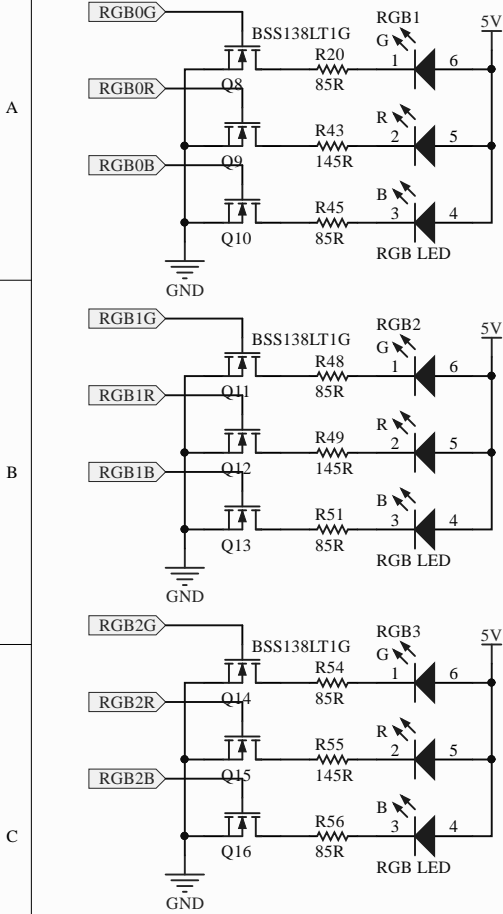 RGB0G
BSS138LT1G
RGB1
5V
G
R20
1
6
Q8
85R
RGB0R
R
R43
2
5
A
Q9
145R
RGB0B
B
R45
3
4
Q10
85R
RGB LED
GND
RGB1G
BSS138LT1G
RGB2
5V
G
R48
1
6
Q11
85R
RGB1R
R
R49
2
5
B
Q12
145R
RGB1B
B
R51
3
4
Q13
85R
RGB LED
GND
RGB2G
BSS138LT1G
RGB3
5V
G
R54
1
6
Q14
85R
RGB2R
R
R55
2
5
Q15
145R
RGB2B
B
R56
3
4
C
Q16
85R
RGB LED
GND